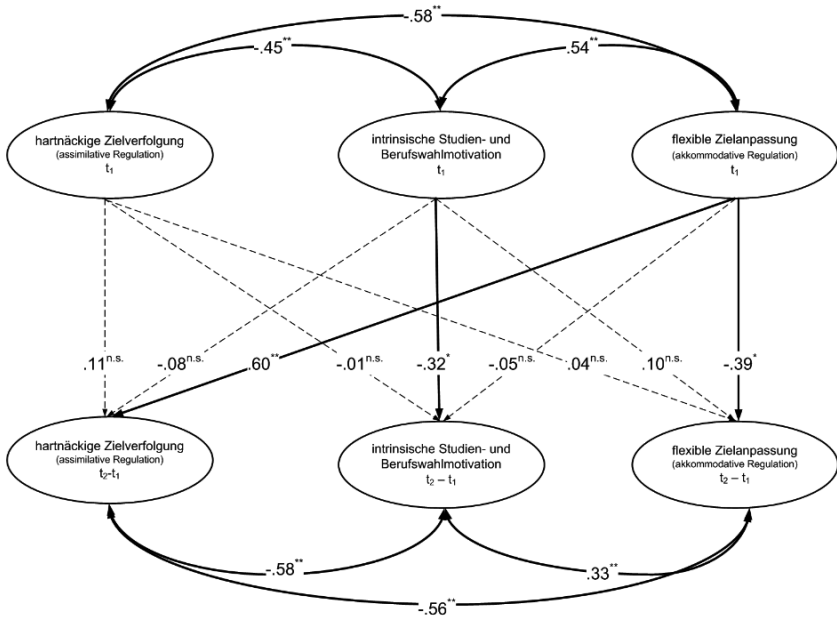 -.58**
-.45**
.54**
hartnäckige Zielverfolgung
(assimilative Regulation)
t1
intrinsische Studien- und
Berufswahlmotivation
t1
flexible Zielanpassung
(akkommodative Regulation)
t1
.11n.s.
-.08n.s.
.60**
-.01n.s.
-.32*
-.05n.s.
.04n.s.
.10n.s.
-.39*
hartnäckige Zielverfolgung
(assimilative Regulation)
t2-t1
intrinsische Studien- und
Berufswahlmotivation
t2 – t1
flexible Zielanpassung
(akkommodative Regulation)
t2 – t1
-.58**
.33**
-.56**